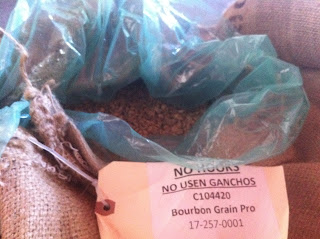 NO HOOKS
NO USEN GANCHOS
C104420
Bourbon Grain Pro
17-257-0001